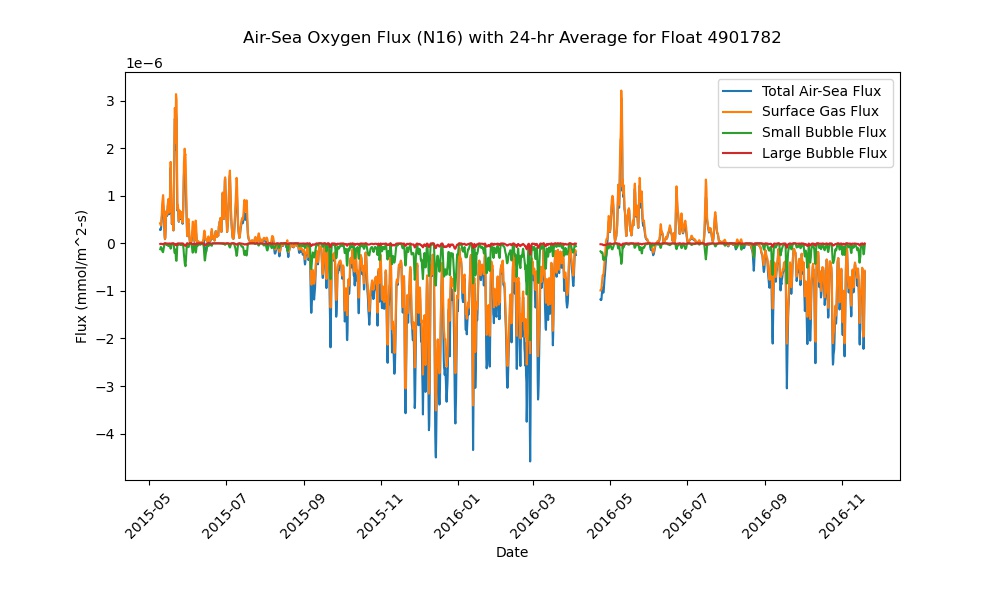 Air-Sea Oxygen Flux (N16) with 24-hr Average for Float 4901782
1e−6
Total Air-Sea Flux
Surface Gas Flux
Small Bubble Flux
Large Bubble Flux
3
2
1
0
−1
−2
−3
−4
Flux (mmol/m^2-s)
2015-05
2015-07
2015-09
2015-11
2016-01
2016-03
2016-05
2016-07
2016-09
2016-11
Date